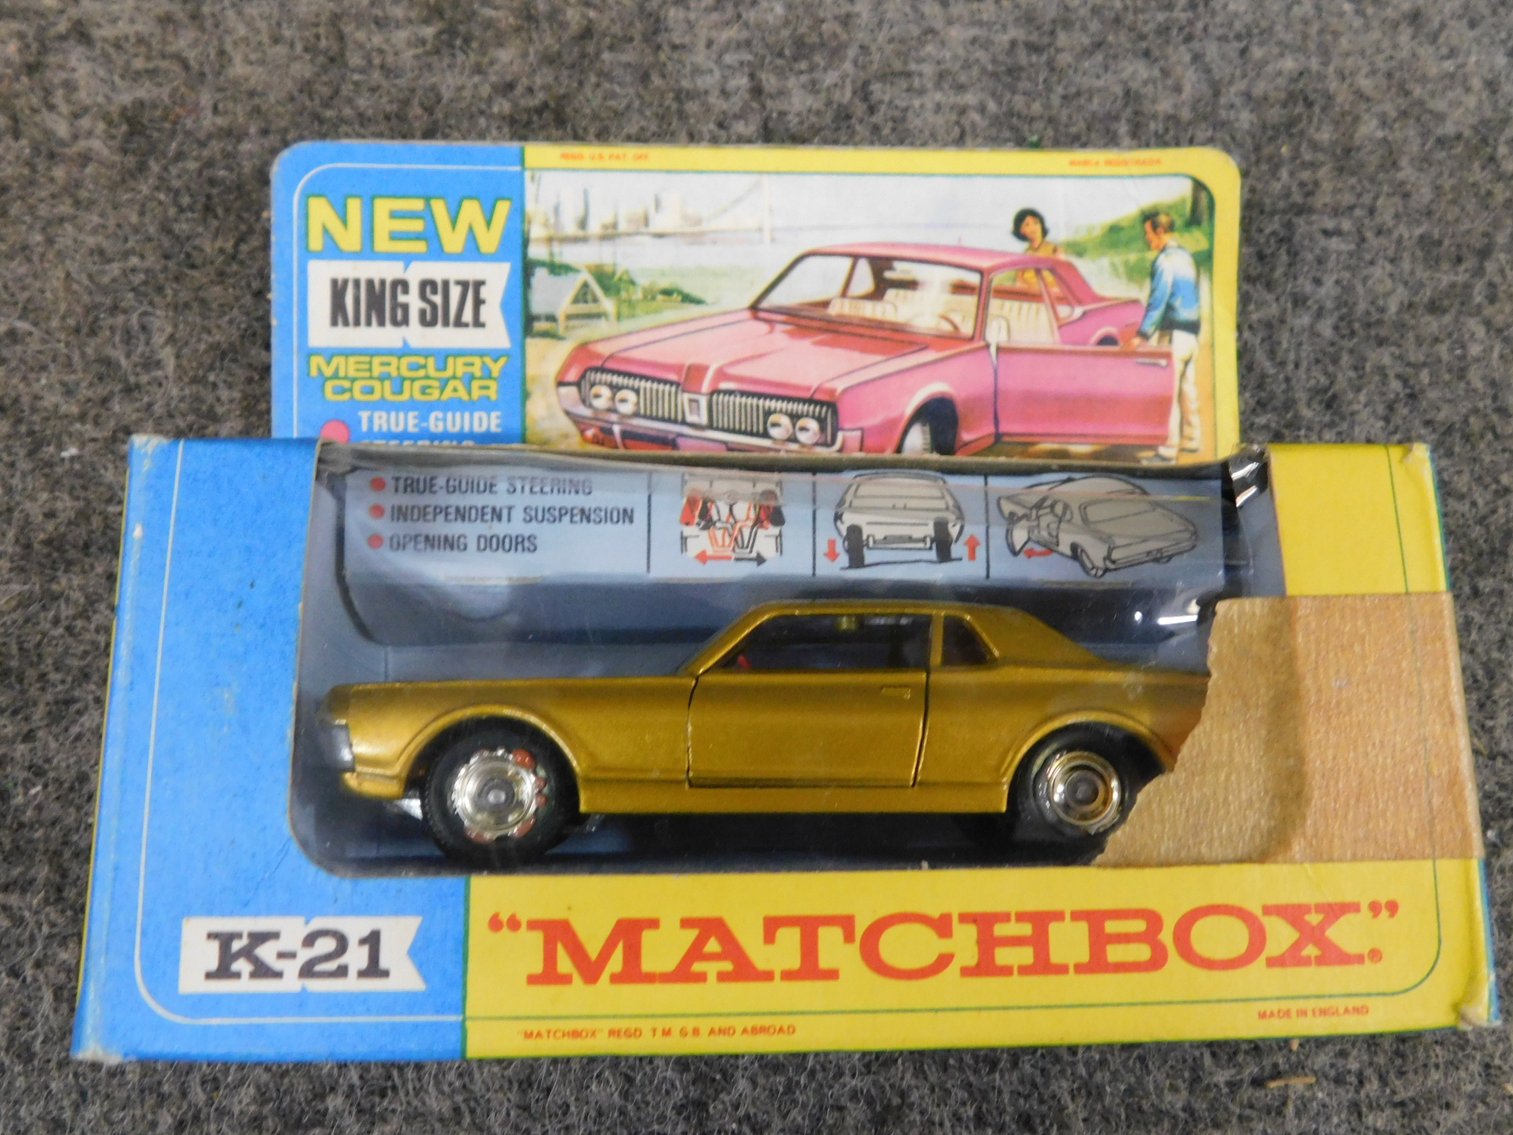 REGD. U.S. PAT. OFF.
MARCA REGISTRADA
NEW
KING SIZE
MERCURY
COUGAR
TRUE-GUIDE
STEERING
TRUE-GUIDE STEERING
INDEPENDENT SUSPENSION
OPENING DOORS
K-21
"MATCHBOX"®
MADE IN ENGLAND
"MATCHBOX" REGD. T.M. G.B. AND ABROAD